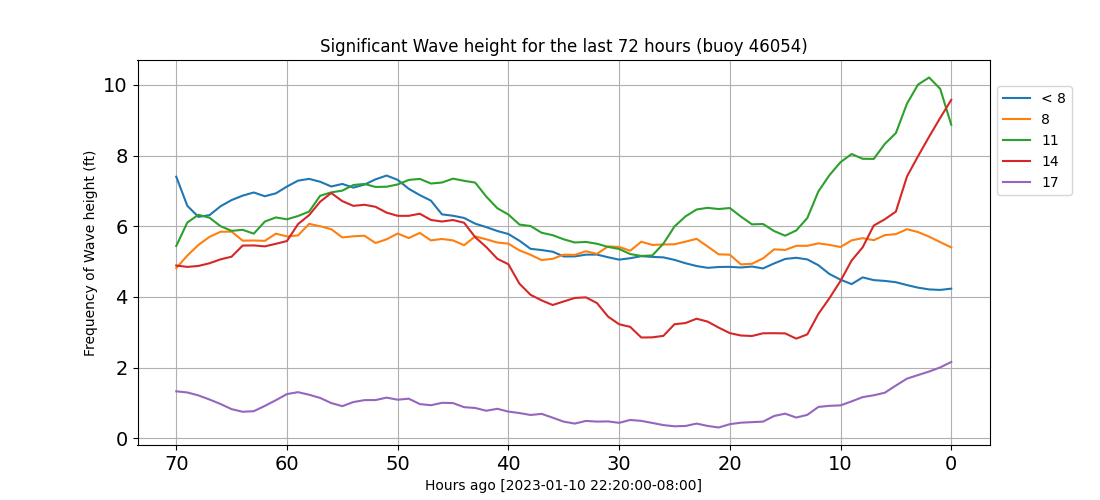 Significant Wave height for the last 72 hours (buoy 46054)
Frequency of Wave height (ft)
10
8
6
4
2
0
70 60 50 40 30 20 10 0
Hours ago [2023-01-10 22:20:00-08:00]
< 8
8
11
14
17